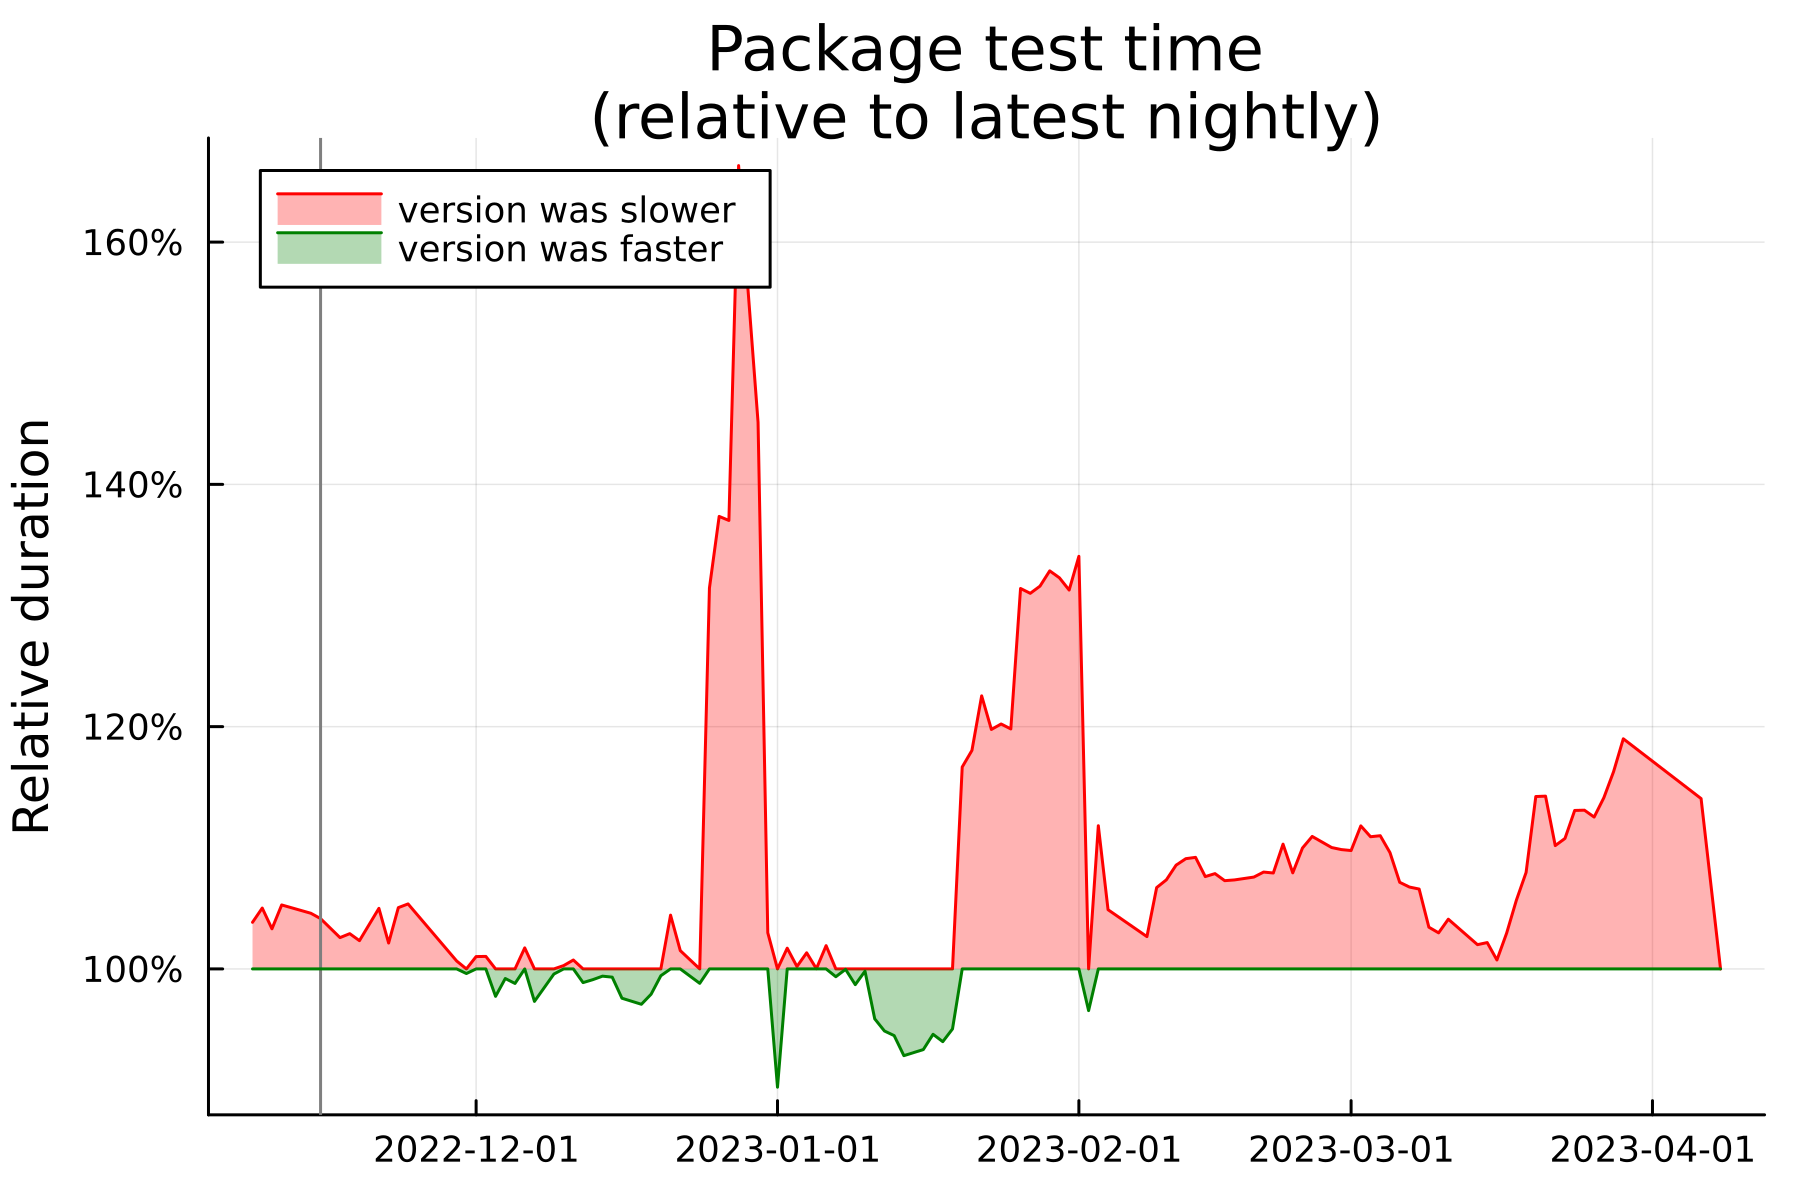 Package test time
(relative to latest nightly)
version was slower
version was faster
160%
140%
120%
100%
Relative duration
2022-12-01
2023-01-01
2023-02-01
2023-03-01
2023-04-01